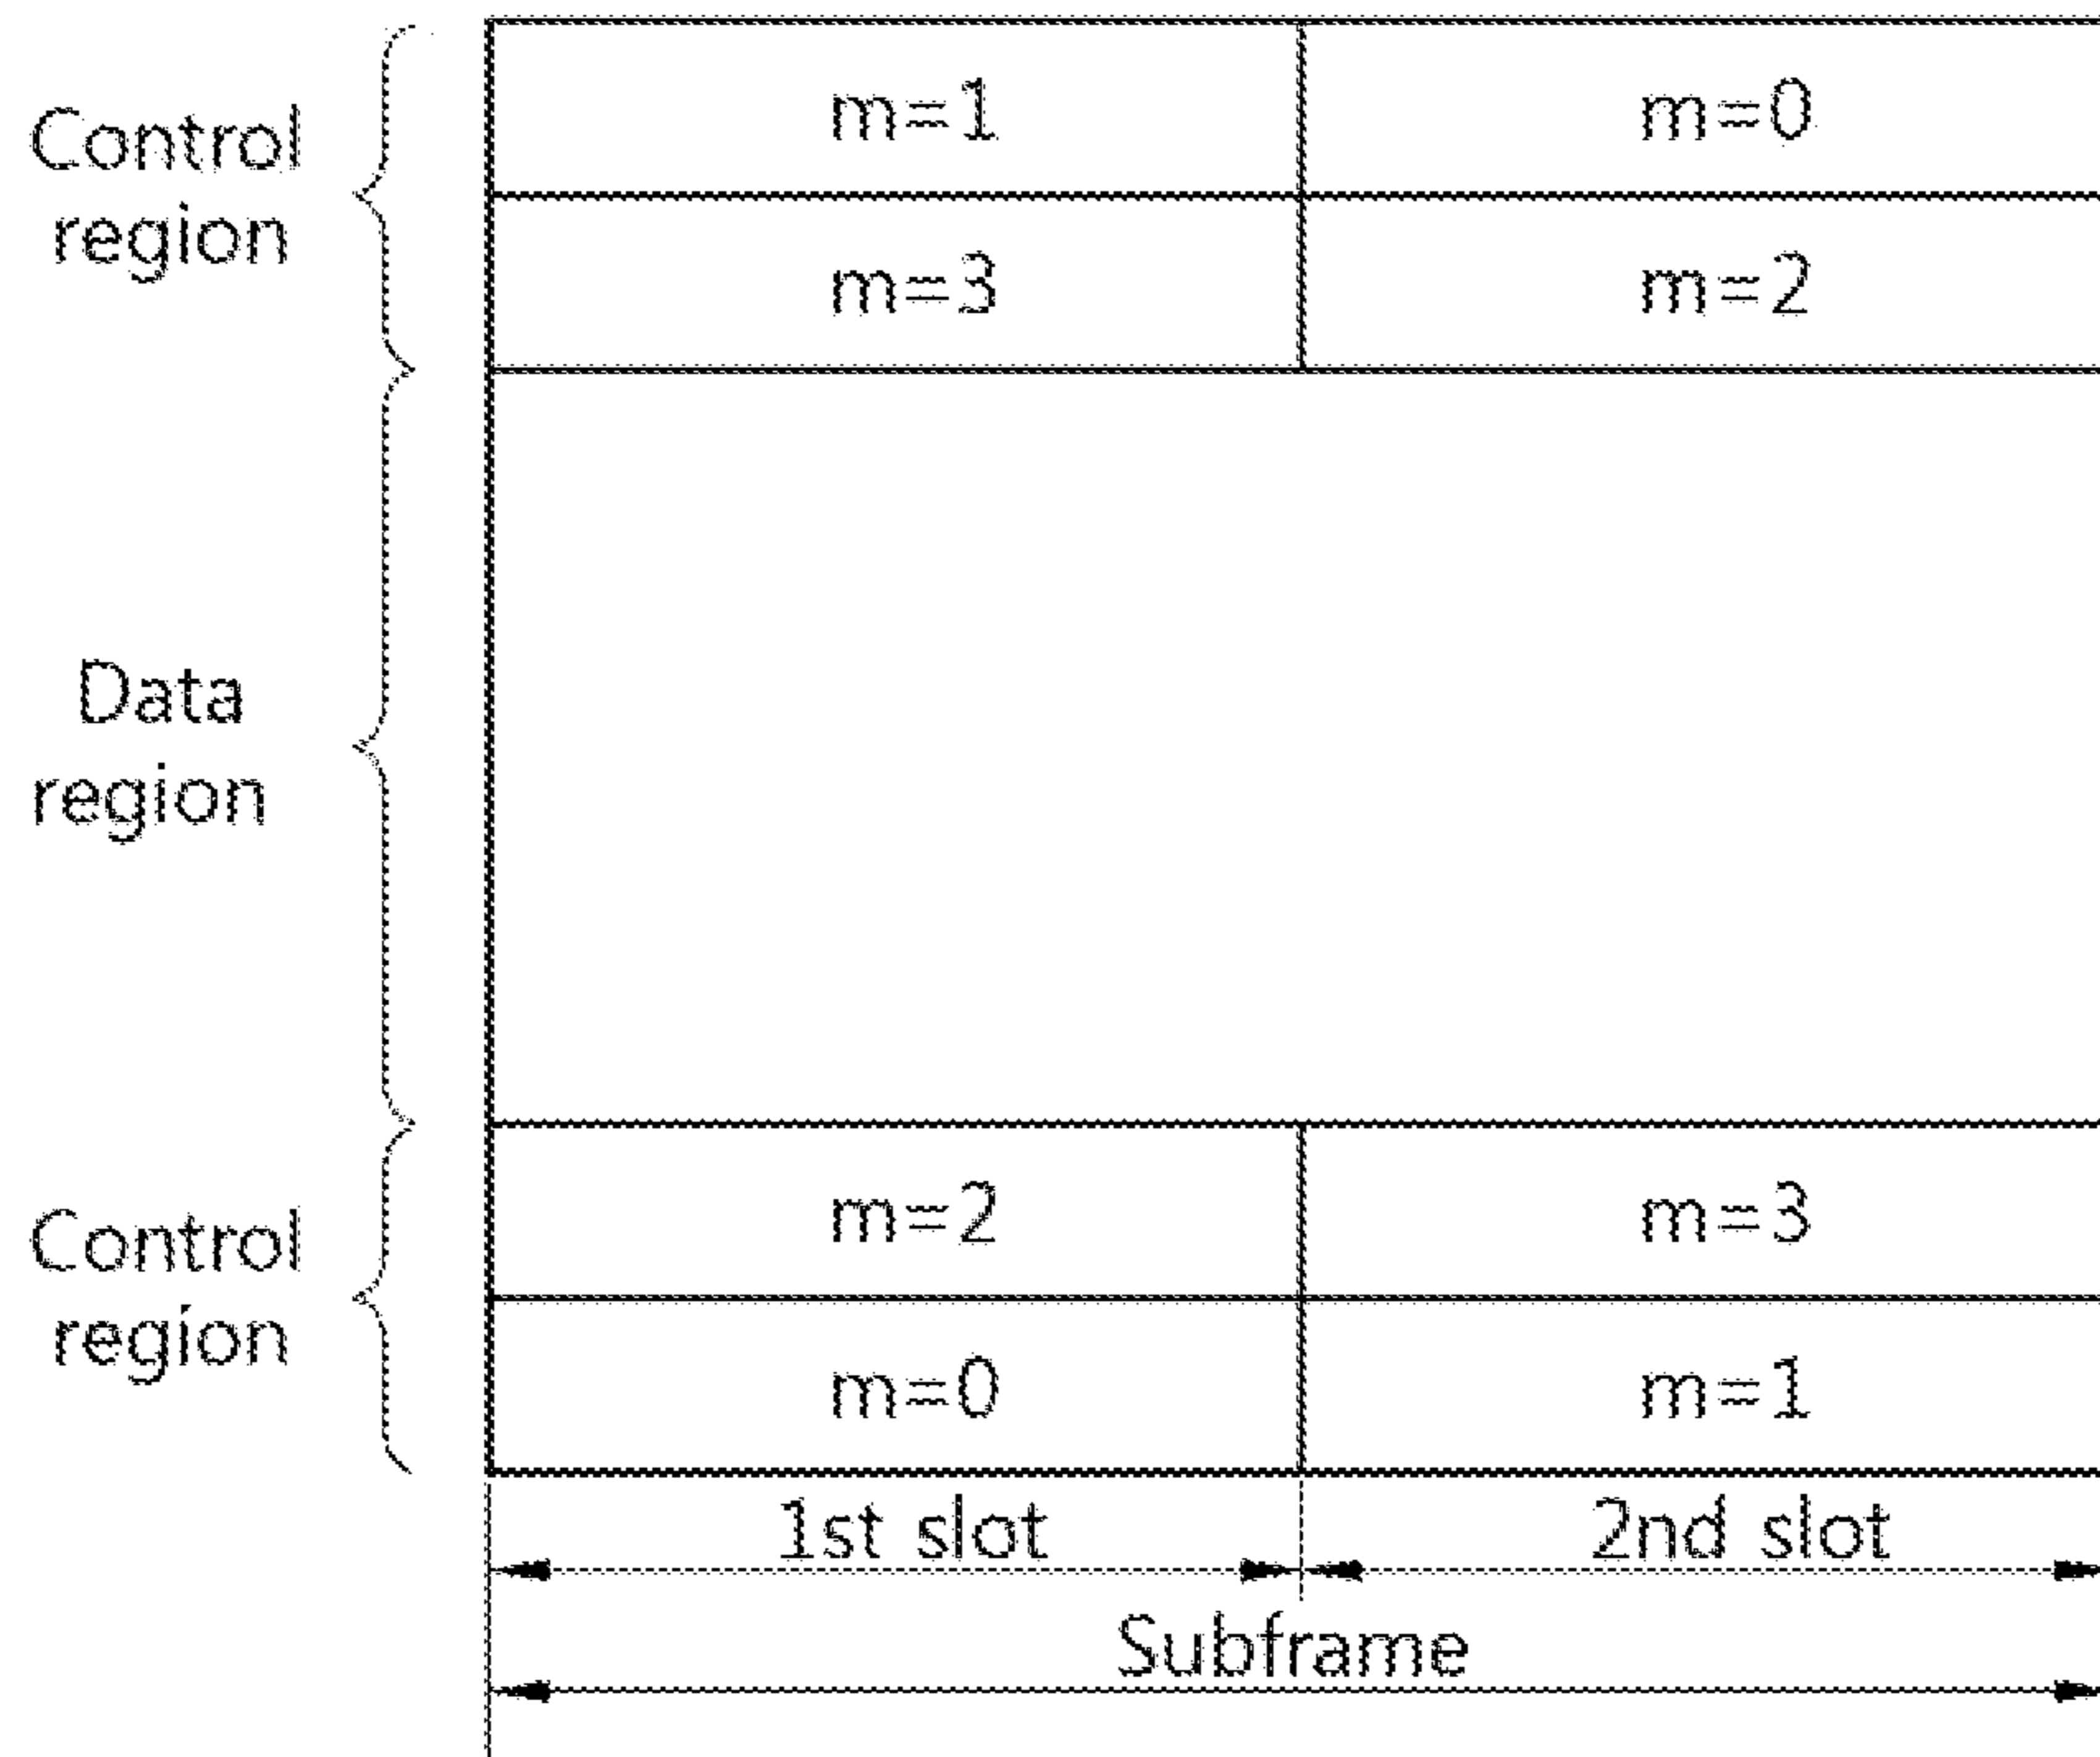 Control
region
m=1
m=0
m=3
m=2
Data
region
Control
region
m=2
m=3
m=0
m=1
1st slot
2nd slot
Subframe